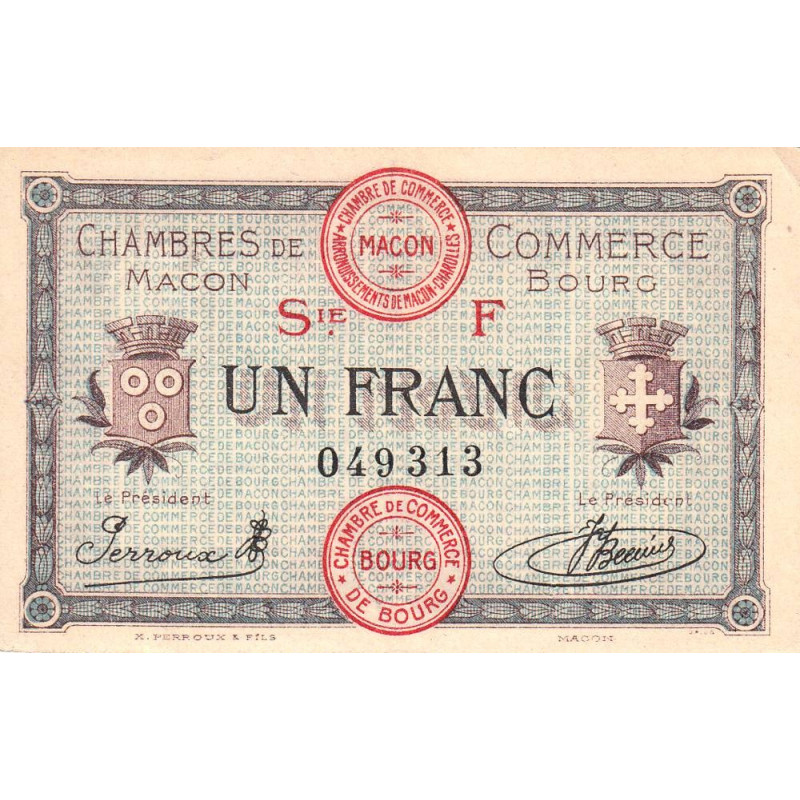 CHAMBRES DE COMMERCE
MACON BOURG
CHAMBRE DE COMMERCE
MACON
ARRONDISSEMENTS DE MACON-CHAROLLES
SIE. F
UN FRANC
049313
Le Président Le Président
Perroux
CHAMBRE DE COMMERCE
BOURG
DE BOURG
X. PERROUX & FILS MACON